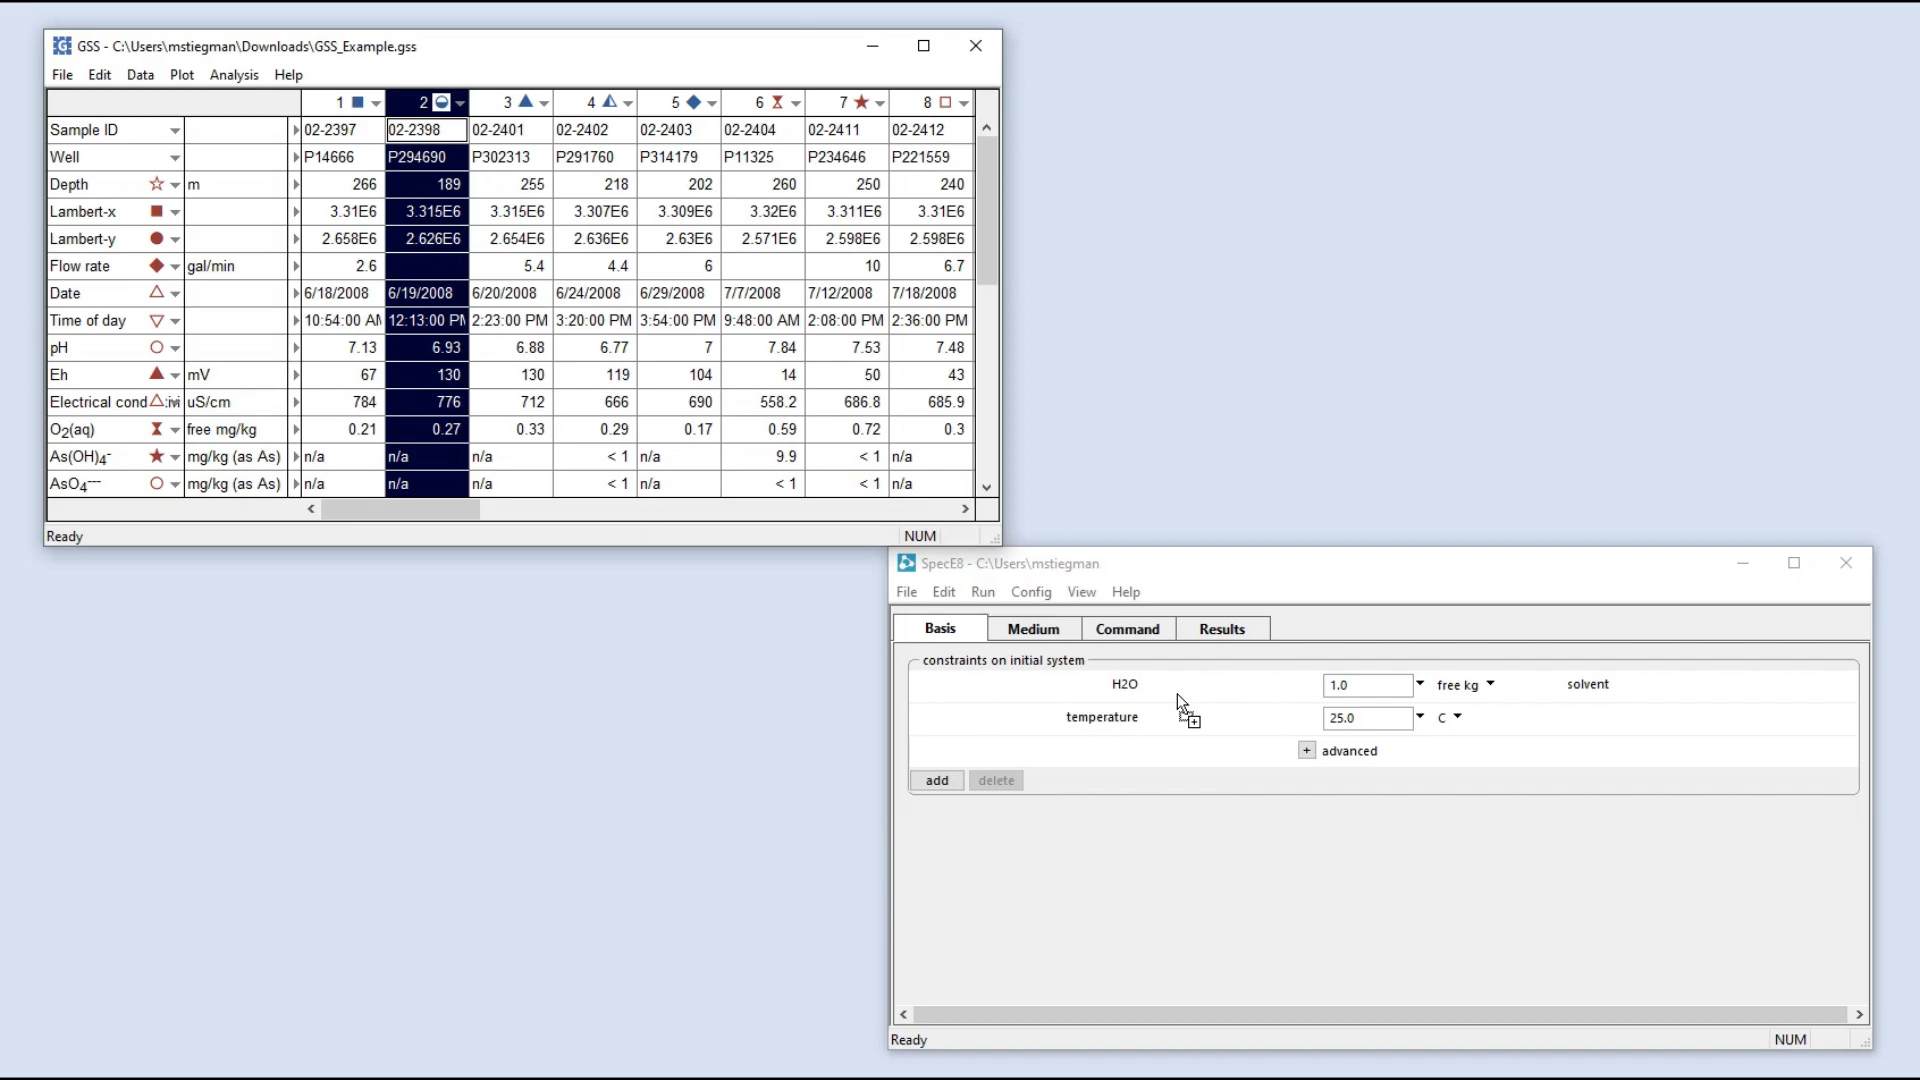 GSS - C:\Users\mstiegman\Downloads\GSS_Example.gss
File Edit Data Plot Analysis Help
1 2 3 4 5 6 7 8
Sample ID 02-2397 02-2398 02-2401 02-2402 02-2403 02-2404 02-2411 02-2412
Well P14666 P294690 P302313 P291760 P314179 P11325 P234646 P221559
Depth m 266 189 255 218 202 260 250 240
Lambert-x 3.31E6 3.315E6 3.315E6 3.307E6 3.309E6 3.32E6 3.311E6 3.31E6
Lambert-y 2.658E6 2.626E6 2.654E6 2.636E6 2.63E6 2.571E6 2.598E6 2.598E6
Flow rate gal/min 2.6 5.4 4.4 6 10 6.7
Date 6/18/2008 6/19/2008 6/20/2008 6/24/2008 6/29/2008 7/7/2008 7/12/2008 7/18/2008
Time of day 10:54:00 AM 12:13:00 PM 2:23:00 PM 3:20:00 PM 3:54:00 PM 9:48:00 AM 2:08:00 PM 2:36:00 PM
pH 7.13 6.93 6.88 6.77 7 7.84 7.53 7.48
Eh mV 67 130 130 119 104 14 50 43
Electrical cond uS/cm 784 776 712 666 690 558.2 686.8 685.9
O2(aq) free mg/kg 0.21 0.27 0.33 0.29 0.17 0.59 0.72 0.3
As(OH)4- mg/kg (as As) n/a n/a n/a < 1 n/a 9.9 < 1 n/a
AsO4--- mg/kg (as As) n/a n/a n/a < 1 n/a < 1 < 1 n/a
Ready NUM
SpecE8 - C:\Users\mstiegman
File Edit Run Config View Help
Basis Medium Command Results
constraints on initial system
H2O 1.0 free kg solvent
temperature 25.0 C
+ advanced
add delete
Ready NUM